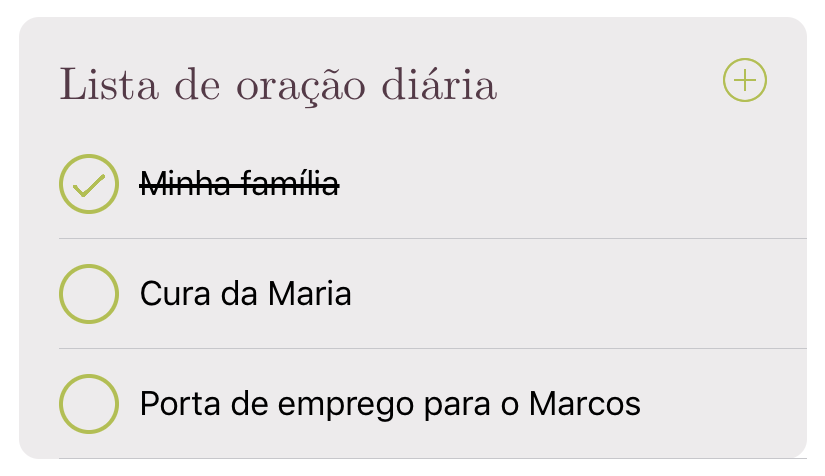 Lista de oração diária
Minha família
Cura da Maria
Porta de emprego para o Marcos